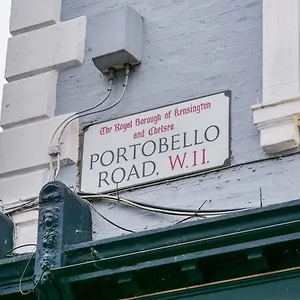 The Royal Borough of Kensington
and Chelsea
PORTOBELLO
ROAD, W.11.